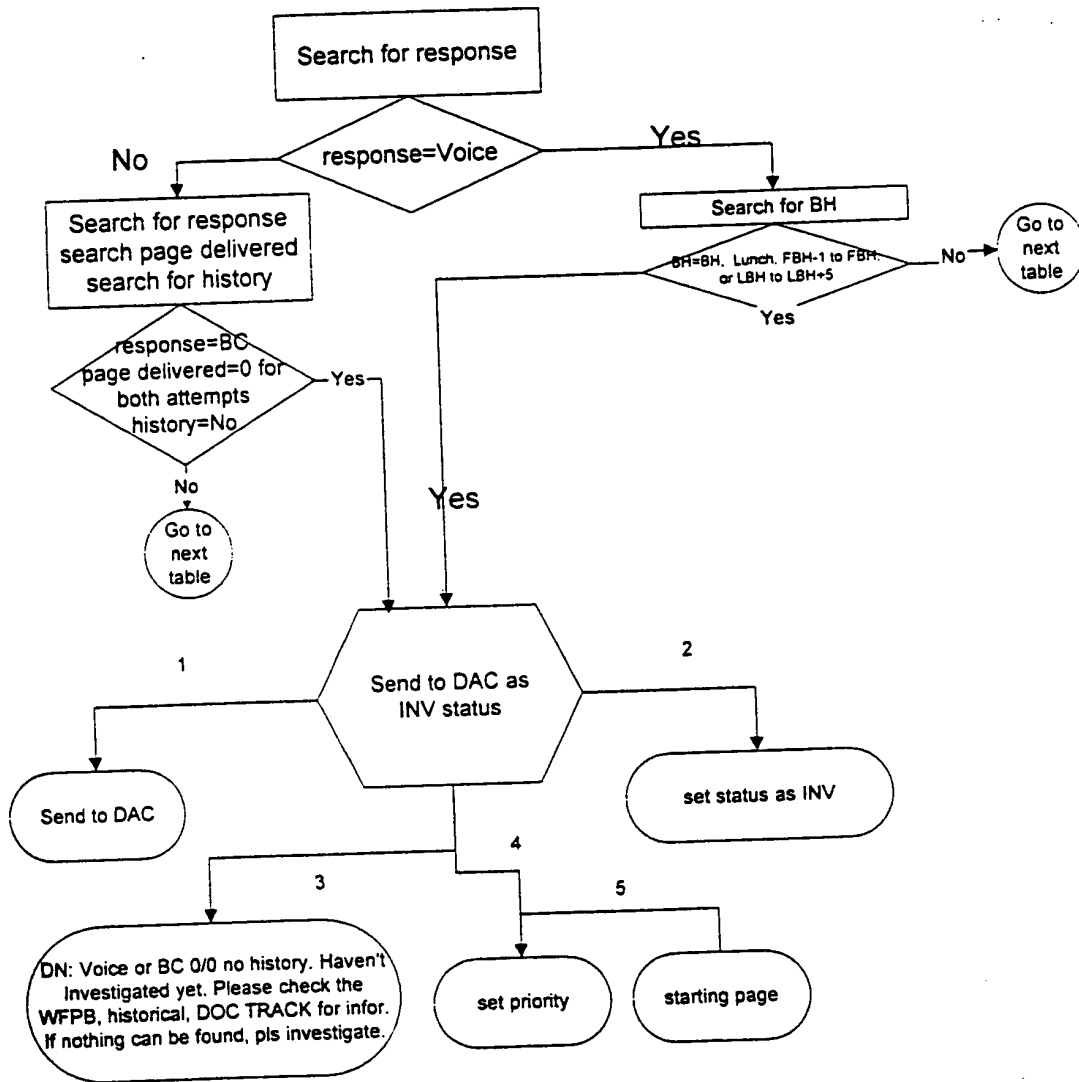 Search for response
response=Voice
No
Yes
Search for response
search page delivered
search for history
Search for BH
BH=BH, Lunch, FBH-1 to FBH,
or LBH to LBH+5
Yes
No
Go to
next
table
response=BC
page delivered=0 for
both attempts
history=No
Yes
No
Go to
next
table
Yes
Send to DAC as
INV status
1
2
Send to DAC
set status as INV
3
4
5
DN: Voice or BC 0/0 no history. Haven't
Investigated yet. Please check the
WFPB, historical, DOC TRACK for infor.
If nothing can be found, pls investigate.
set priority
starting page